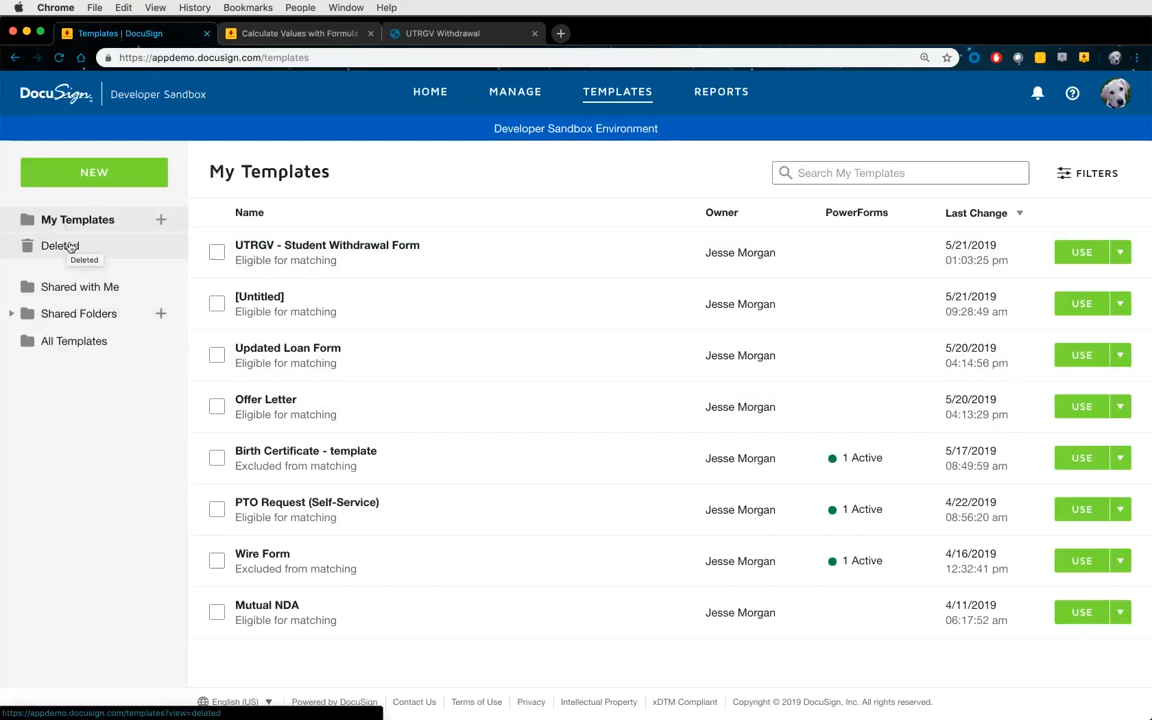 Chrome File Edit View History Bookmarks People Window Help
Templates | DocuSign
Calculate Values with Formula
UTRGV Withdrawal
https://appdemo.docusign.com/templates
DocuSign Developer Sandbox
HOME MANAGE TEMPLATES REPORTS
Developer Sandbox Environment
NEW
My Templates
Deleted
Deleted
Shared with Me
Shared Folders
All Templates
My Templates
Search My Templates
FILTERS
Name Owner PowerForms Last Change
UTRGV - Student Withdrawal Form
Eligible for matching
Jesse Morgan
5/21/2019
01:03:25 pm
USE
[Untitled]
Eligible for matching
Jesse Morgan
5/21/2019
09:28:49 am
USE
Updated Loan Form
Eligible for matching
Jesse Morgan
5/20/2019
04:14:56 pm
USE
Offer Letter
Eligible for matching
Jesse Morgan
5/20/2019
04:13:29 pm
USE
Birth Certificate - template
Excluded from matching
Jesse Morgan
1 Active
5/17/2019
08:49:59 am
USE
PTO Request (Self-Service)
Eligible for matching
Jesse Morgan
1 Active
4/22/2019
08:56:20 am
USE
Wire Form
Excluded from matching
Jesse Morgan
1 Active
4/16/2019
12:32:41 pm
USE
Mutual NDA
Eligible for matching
Jesse Morgan
4/11/2019
06:17:52 am
USE
English (US) Powered by DocuSign Contact Us Terms of Use Privacy Intellectual Property xDTM Compliant Copyright © 2019 DocuSign, Inc. All rights reserved.
https://appdemo.docusign.com/templates?view=deleted